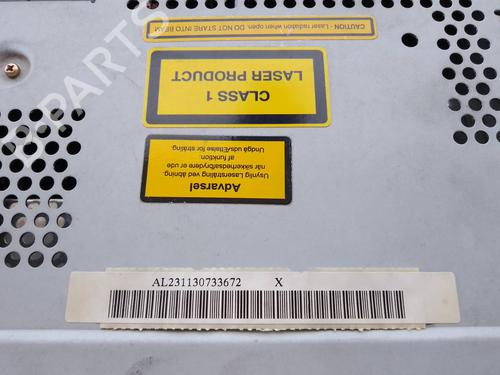 CAUTION - Laser radiation when open. DO NOT STARE INTO BEAM
CLASS 1
LASER PRODUCT
Advarsel
Usynlig Laserstråling ved åbning,
når sikkerhedsafbrydere er ude
af funktion.
Undgå udsÆttelse for stråling.
AL231130733672 X
B-PARTS